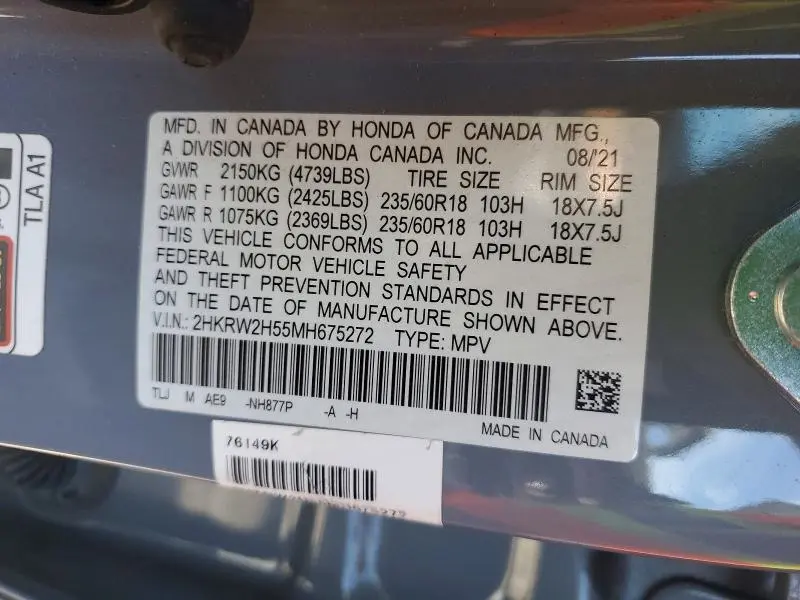 MFD. IN CANADA BY HONDA OF CANADA MFG.,
A DIVISION OF HONDA CANADA INC. 08/'21
GVWR 2150KG (4739LBS) TIRE SIZE RIM SIZE
GAWR F 1100KG (2425LBS) 235/60R18 103H 18X7.5J
GAWR R 1075KG (2369LBS) 235/60R18 103H 18X7.5J
THIS VEHICLE CONFORMS TO ALL APPLICABLE
FEDERAL MOTOR VEHICLE SAFETY
AND THEFT PREVENTION STANDARDS IN EFFECT
ON THE DATE OF MANUFACTURE SHOWN ABOVE.
V.I.N.: 2HKRW2H55MH675272 TYPE: MPV
TLJ M AE9 -NH877P -A -H
MADE IN CANADA
76149K
TLA A1